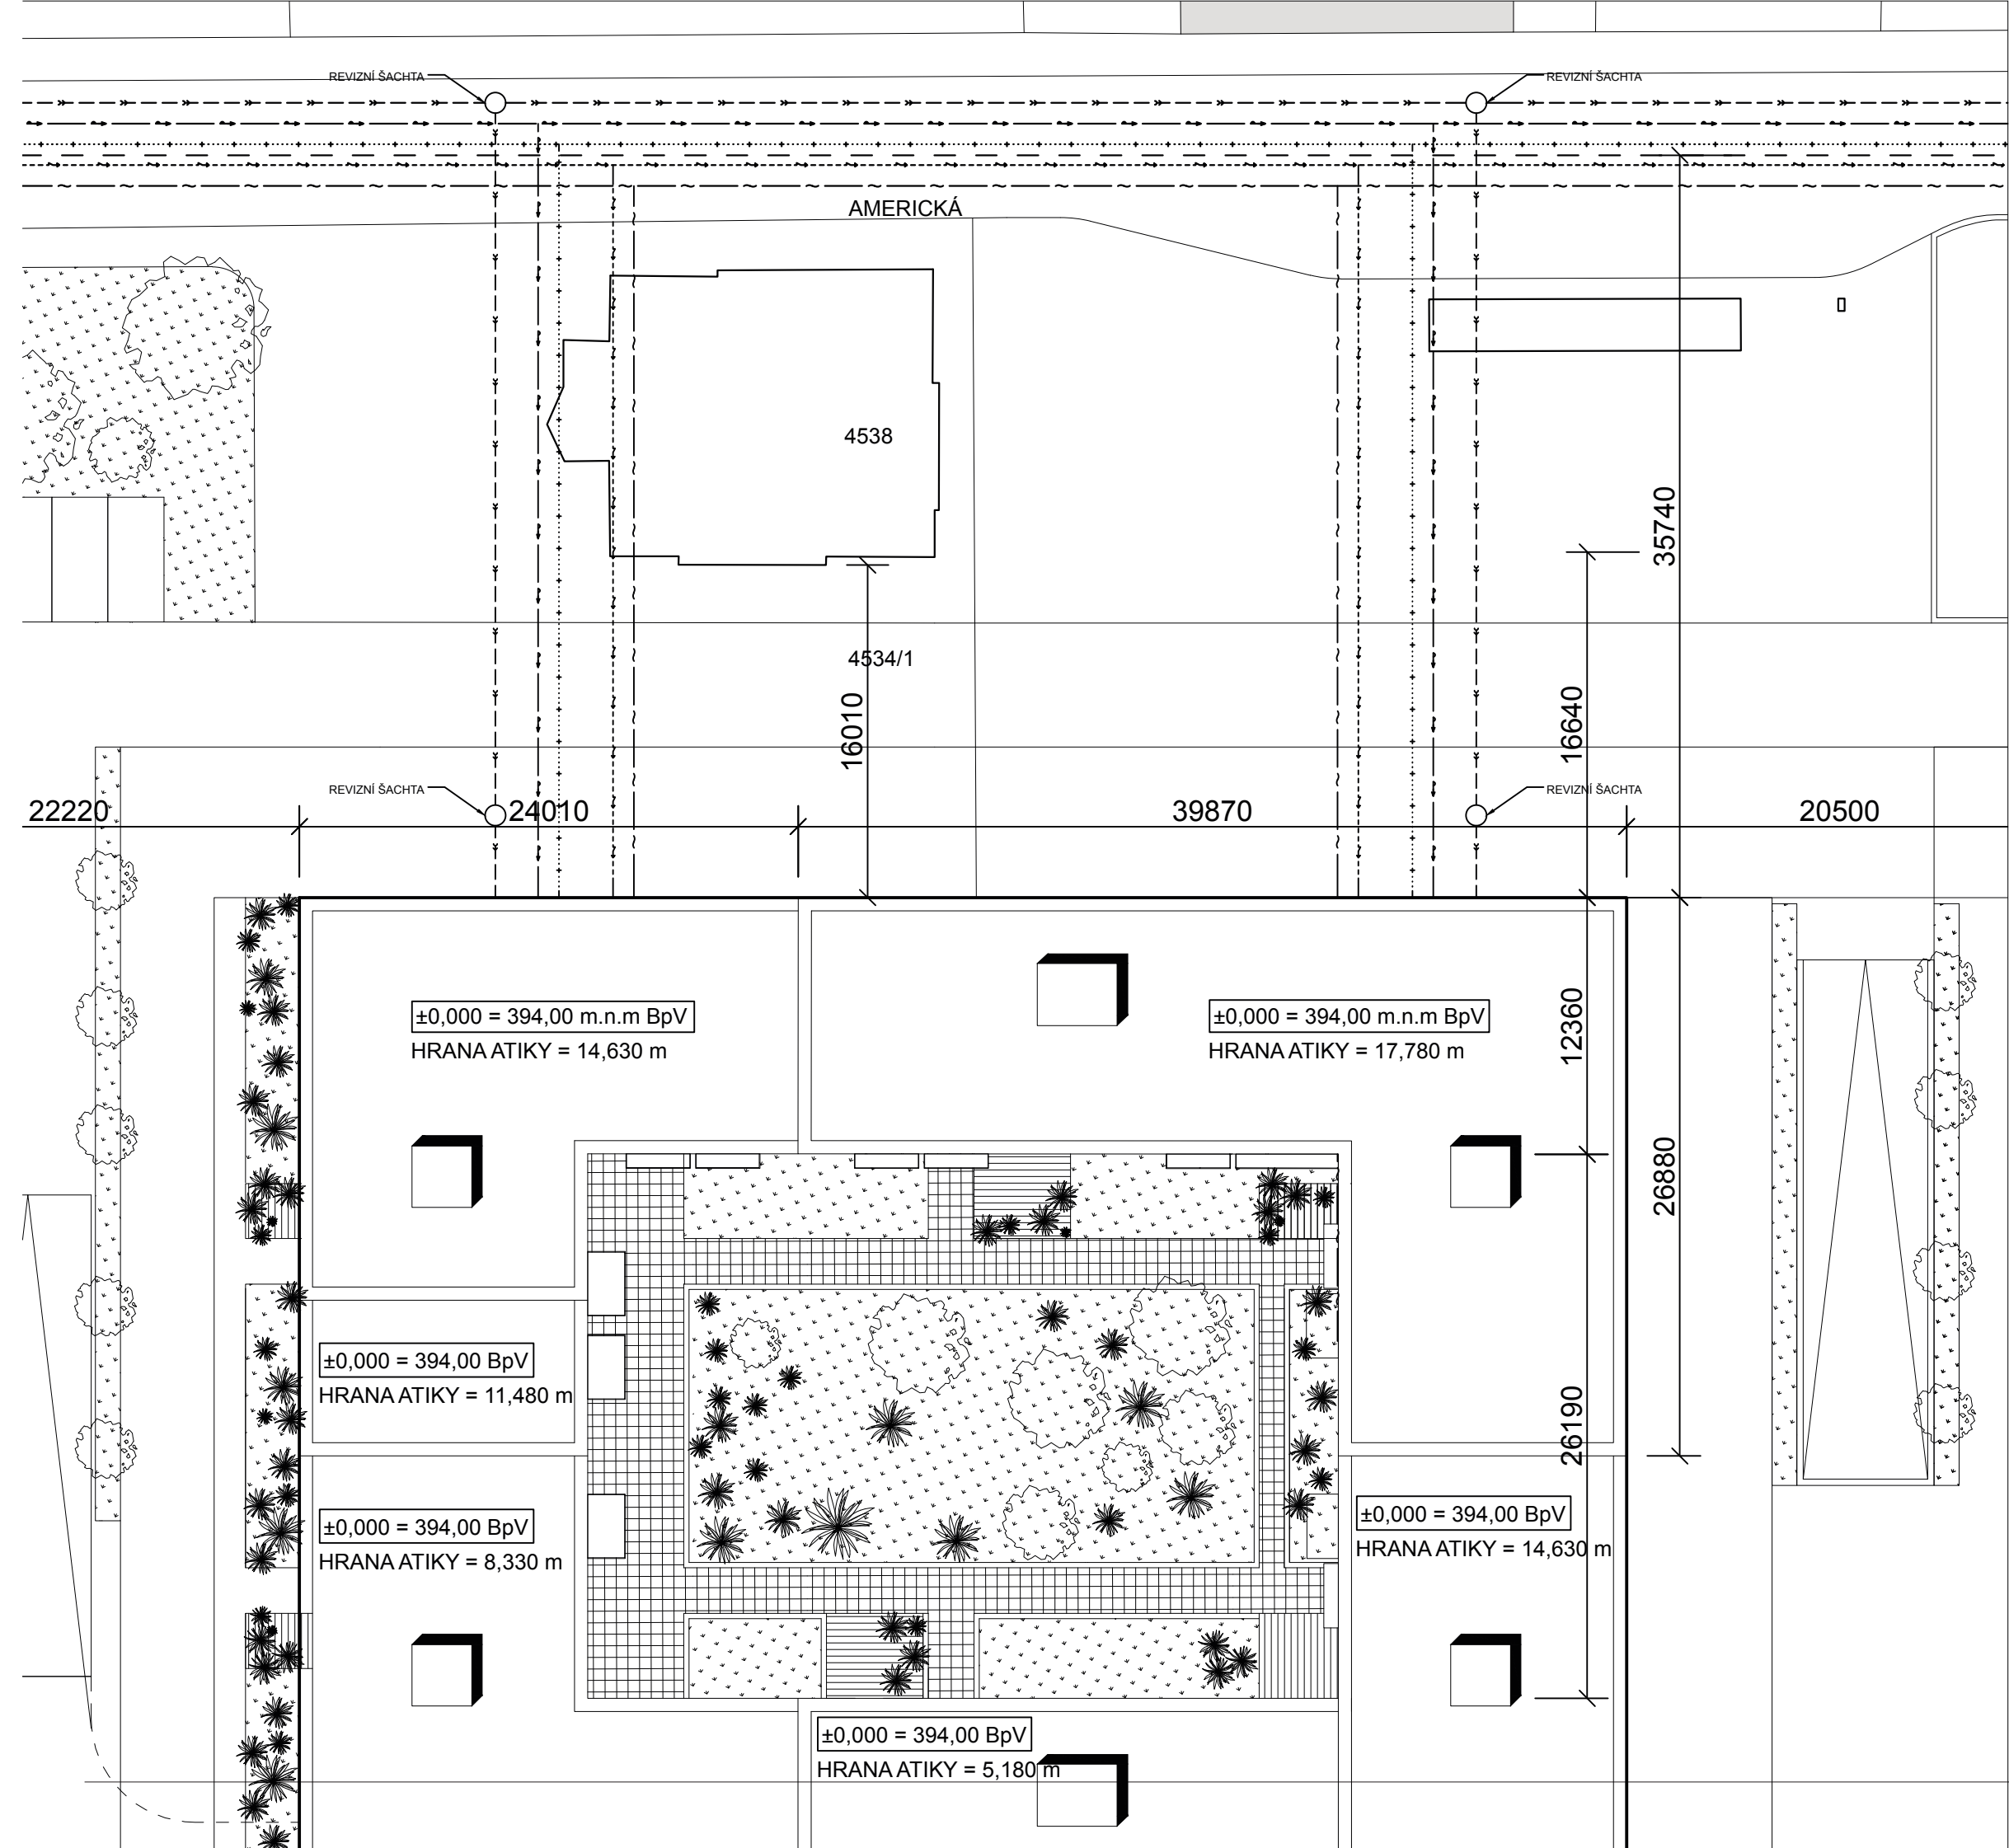 REVIZNÍ ŠACHTA
REVIZNÍ ŠACHTA
AMERICKÁ
4538
35740
4534/1
16010
16640
REVIZNÍ ŠACHTA
REVIZNÍ ŠACHTA
22220
24010
39870
20500
±0,000 = 394,00 m.n.m BpV
HRANA ATIKY = 14,630 m
±0,000 = 394,00 m.n.m BpV
HRANA ATIKY = 17,780 m
12360
26880
±0,000 = 394,00 BpV
HRANA ATIKY = 11,480 m
26190
±0,000 = 394,00 BpV
HRANA ATIKY = 8,330 m
±0,000 = 394,00 BpV
HRANA ATIKY = 14,630 m
±0,000 = 394,00 BpV
HRANA ATIKY = 5,180 m